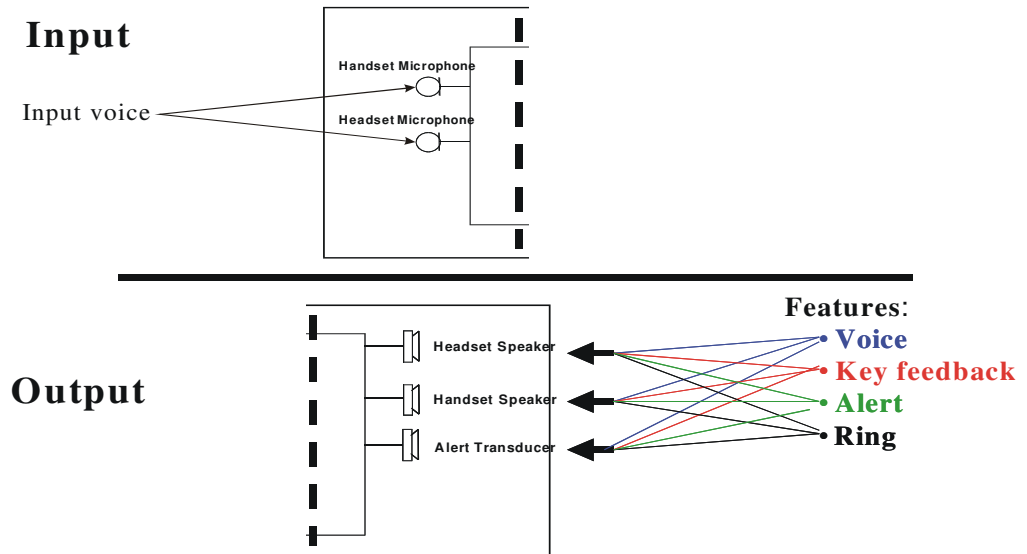 Input
Handset Microphone
Input voice
Headset Microphone
Features:
Voice
Headset Speaker
Key feedback
Output
Handset Speaker
Alert
Ring
Alert Transducer